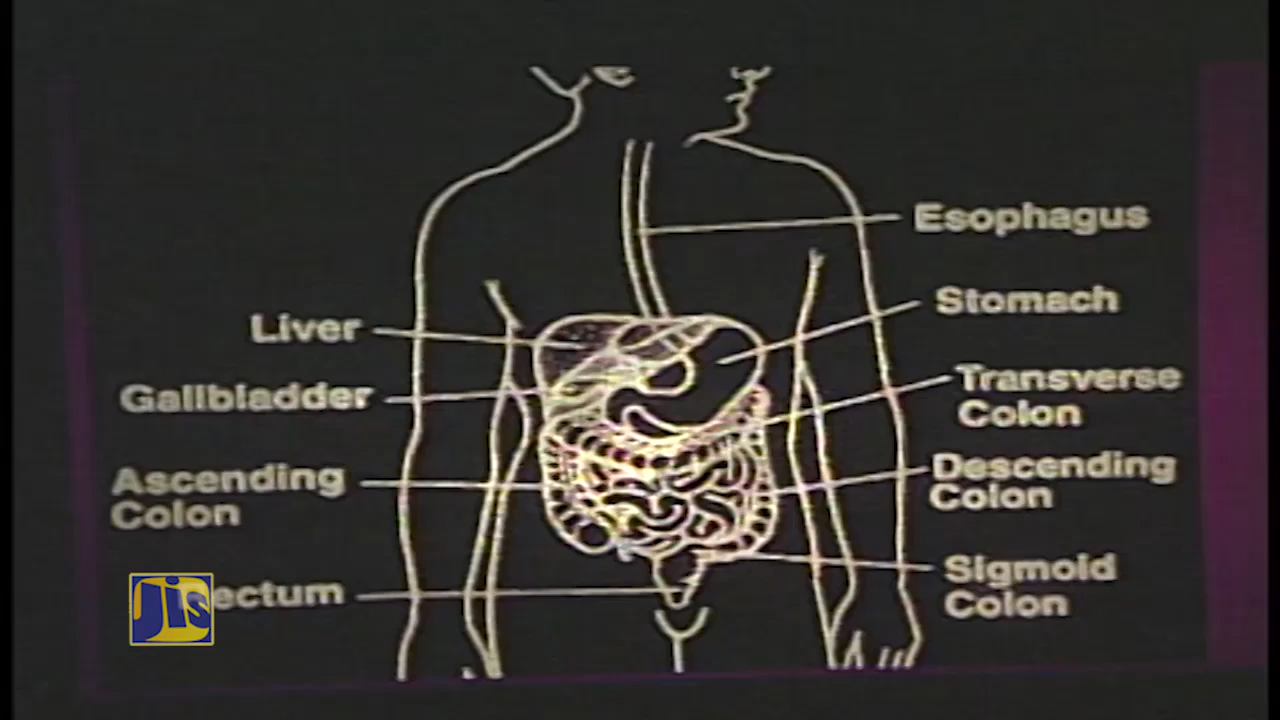 Esophagus
Stomach
Liver
Transverse
Colon
Gallbladder
Descending
Colon
Ascending
Colon
Sigmoid
Colon
ectum
JIS